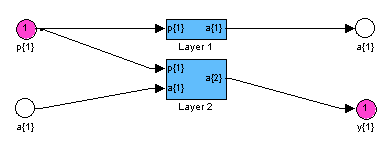 1
p{1}
p{1} a{1}
Layer 1
a{1}
p{1}
a{1}
a{2}
Layer 2
a{1}
1
y{1}